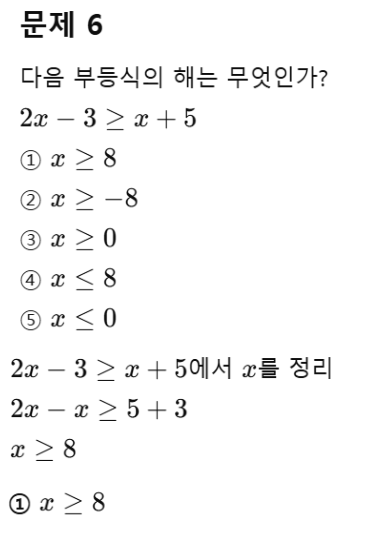 문제 6
다음 부등식의 해는 무엇인가?
2x − 3 ≥ x + 5
① x ≥ 8
② x ≥ −8
③ x ≥ 0
④ x ≤ 8
⑤ x ≤ 0
2x − 3 ≥ x + 5에서 x를 정리
2x − x ≥ 5 + 3
x ≥ 8
① x ≥ 8